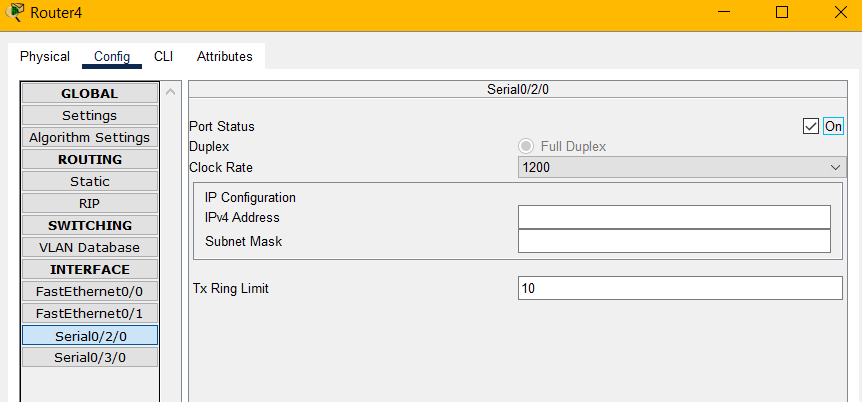 Router4
Physical Config CLI Attributes
GLOBAL
Settings
Algorithm Settings
ROUTING
Static
RIP
SWITCHING
VLAN Database
INTERFACE
FastEthernet0/0
FastEthernet0/1
Serial0/2/0
Serial0/3/0
Serial0/2/0
Port Status On
Duplex Full Duplex
Clock Rate 1200
IP Configuration
IPv4 Address
Subnet Mask
Tx Ring Limit 10